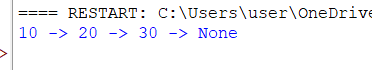 ==== RESTART: C:\Users\user\OneDrive
10 -> 20 -> 30 -> None
>